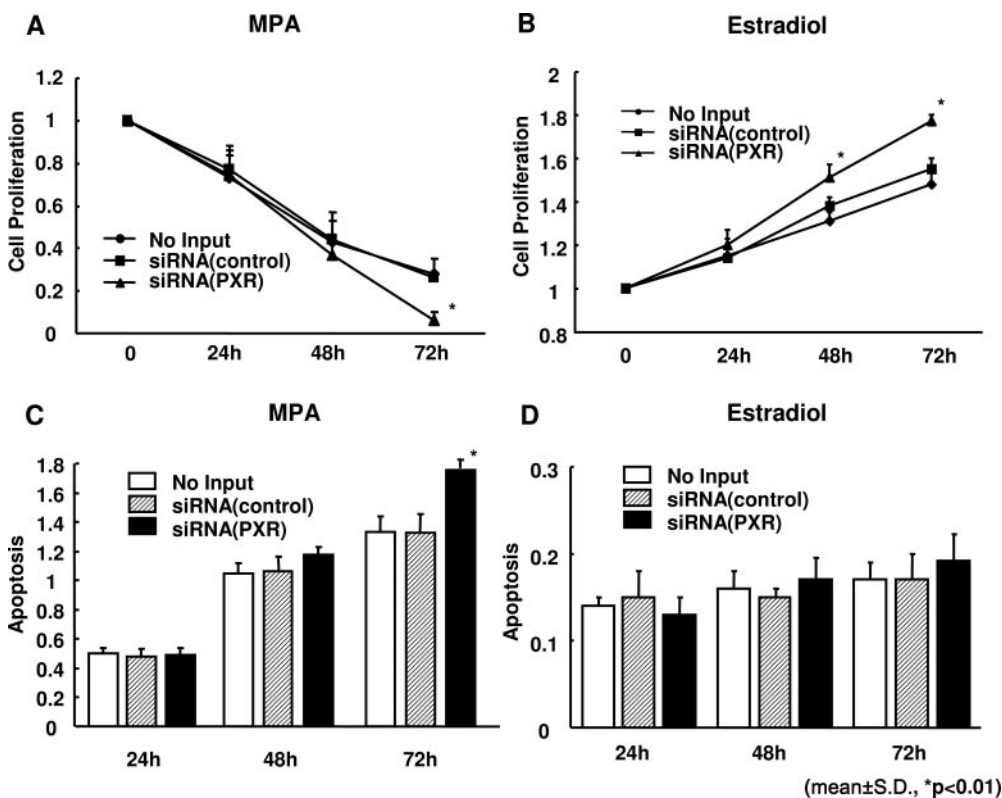 A
MPA
Cell Proliferation
1.2
1
0.8
0.6
0.4
0.2
0
No Input
siRNA(control)
siRNA(PXR)
*
0
24h
48h
72h
B
Estradiol
Cell Proliferation
2
1.8
1.6
1.4
1.2
1
0.8
No Input
siRNA(control)
siRNA(PXR)
*
*
0
24h
48h
72h
C
MPA
Apoptosis
1.8
1.6
1.4
1.2
1
0.8
0.6
0.4
0.2
0
No Input
siRNA(control)
siRNA(PXR)
*
24h
48h
72h
D
Estradiol
Apoptosis
0.3
0.2
0.1
0
No Input
siRNA(control)
siRNA(PXR)
24h
48h
72h
(mean±S.D., *p<0.01)